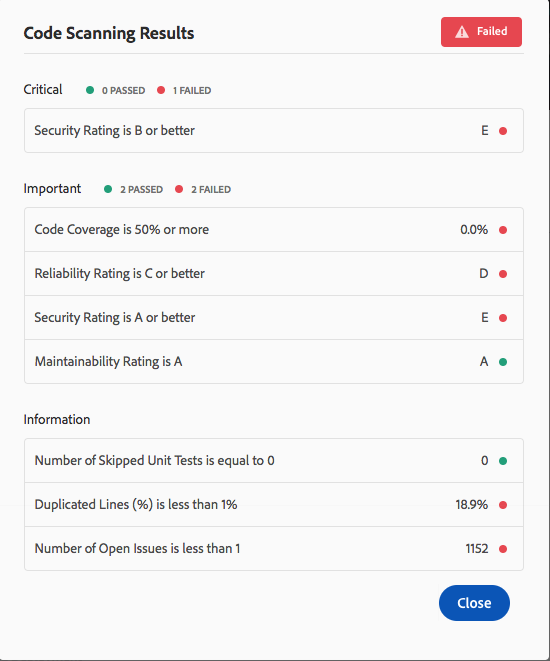 Code Scanning Results
Failed
Critical 0 PASSED 1 FAILED
Security Rating is B or better E
Important 2 PASSED 2 FAILED
Code Coverage is 50% or more 0.0%
Reliability Rating is C or better D
Security Rating is A or better E
Maintainability Rating is A A
Information
Number of Skipped Unit Tests is equal to 0 0
Duplicated Lines (%) is less than 1% 18.9%
Number of Open Issues is less than 1 1152
Close